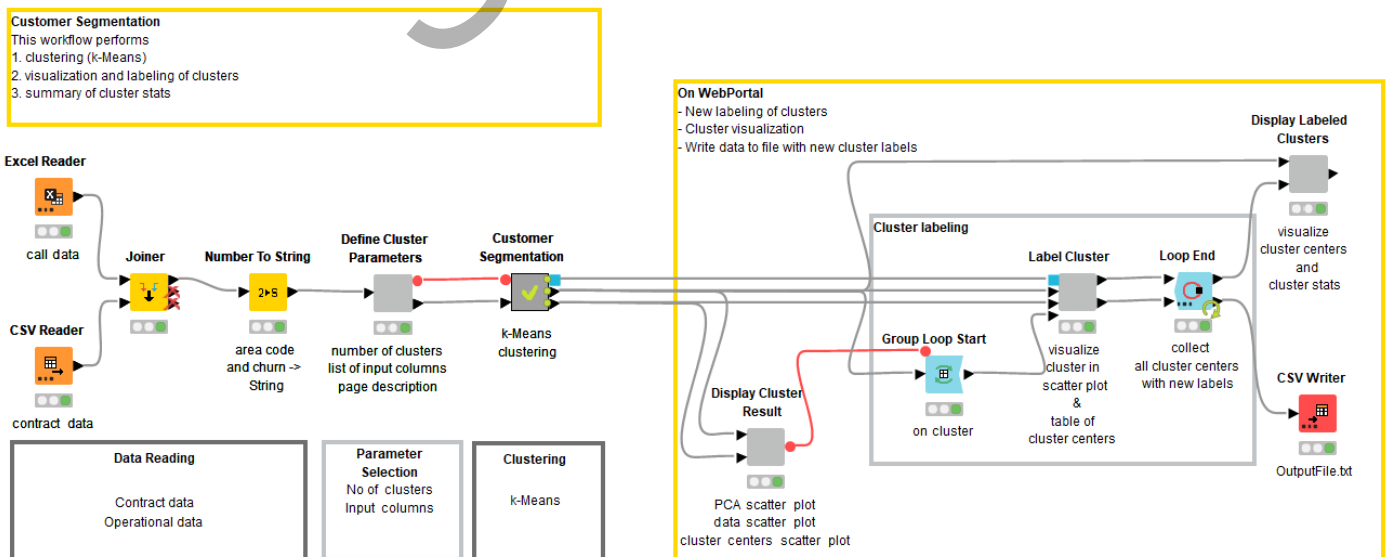 Customer Segmentation
This workflow performs
1. clustering (k-Means)
2. visualization and labeling of clusters
3. summary of cluster stats
On WebPortal
- New labeling of clusters
- Cluster visualization
- Write data to file with new cluster labels
Display Labeled
Clusters
visualize
cluster centers
and
cluster stats
Excel Reader
call data
CSV Reader
contract data
Joiner
Number To String
2▸S
area code
and churn ->
String
Define Cluster
Parameters
number of clusters
list of input columns
page description
Customer
Segmentation
k-Means
clustering
Cluster labeling
Label Cluster
visualize
cluster in
scatter plot
&
table of
cluster centers
Loop End
collect
all cluster centers
with new labels
Group Loop Start
on cluster
Display Cluster
Result
PCA scatter plot
data scatter plot
cluster centers scatter plot
CSV Writer
OutputFile.txt
Data Reading
Contract data
Operational data
Parameter
Selection
No of clusters
Input columns
Clustering
k-Means